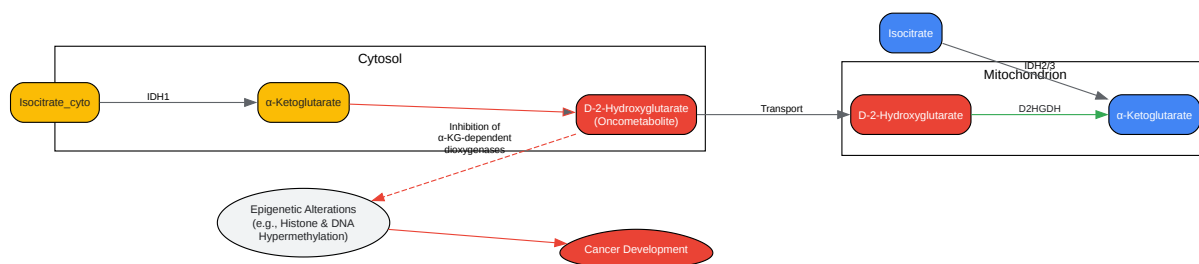 Isocitrate
Cytosol
IDH2/3
Mitochondrion
Isocitrate_cyto
IDH1
α-Ketoglutarate
D-2-Hydroxyglutarate
(Oncometabolite)
Transport
D-2-Hydroxyglutarate
D2HGDH
α-Ketoglutarate
Inhibition of
α-KG-dependent
dioxygenases
Epigenetic Alterations
(e.g., Histone & DNA
Hypermethylation)
Cancer Development